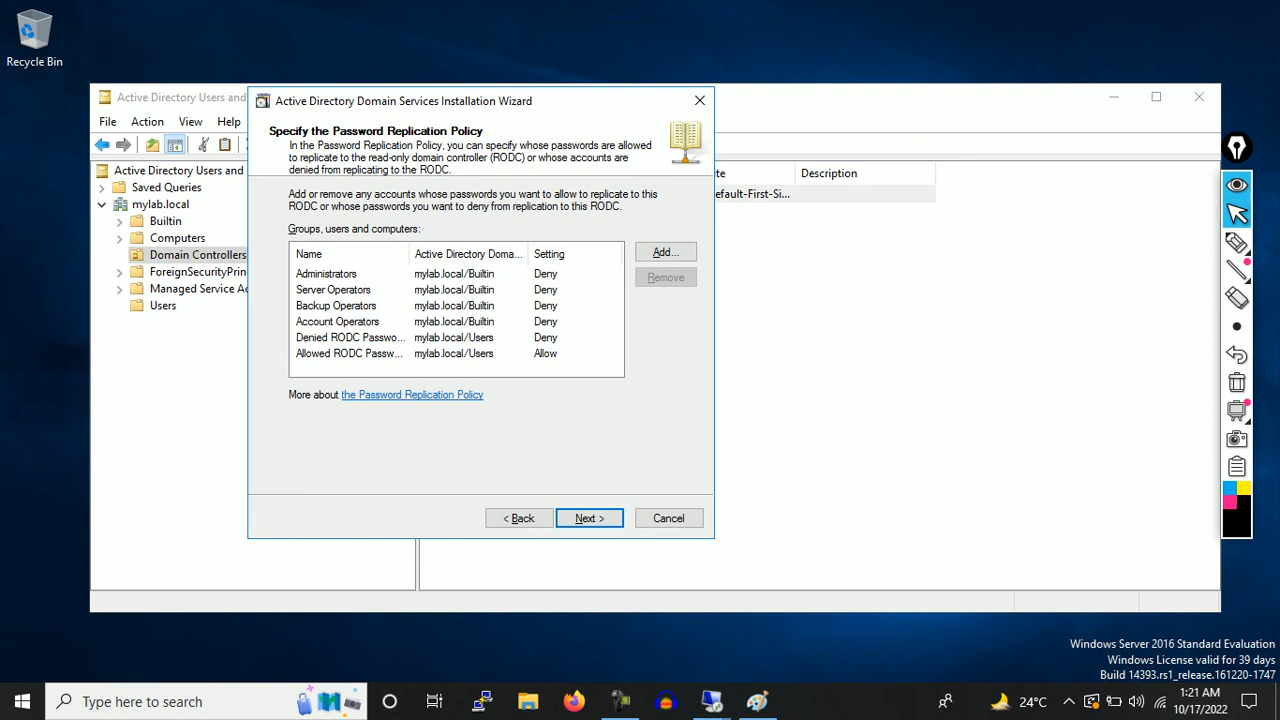 Recycle Bin
Active Directory Users and
File Action View Help
Active Directory Users and
Saved Queries
mylab.local
Builtin
Computers
Domain Controllers
ForeignSecurityPrin
Managed Service Ac
Users
Active Directory Domain Services Installation Wizard
Specify the Password Replication Policy
In the Password Replication Policy, you can specify whose passwords are allowed
to replicate to the read-only domain controller (RODC) or whose accounts are
denied from replicating to the RODC.
Add or remove any accounts whose passwords you want to allow to replicate to this
RODC or whose passwords you want to deny from replication to this RODC.
Groups, users and computers:
Name Active Directory Doma... Setting
Administrators mylab.local/Builtin Deny
Server Operators mylab.local/Builtin Deny
Backup Operators mylab.local/Builtin Deny
Account Operators mylab.local/Builtin Deny
Denied RODC Passwo... mylab.local/Users Deny
Allowed RODC Passw... mylab.local/Users Allow
Add...
Remove
More about the Password Replication Policy
< Back Next > Cancel
te Description
efault-First-Si...
Windows Server 2016 Standard Evaluation
Windows License valid for 39 days
Build 14393.rs1_release.161220-1747
Type here to search
24°C
1:21 AM
10/17/2022